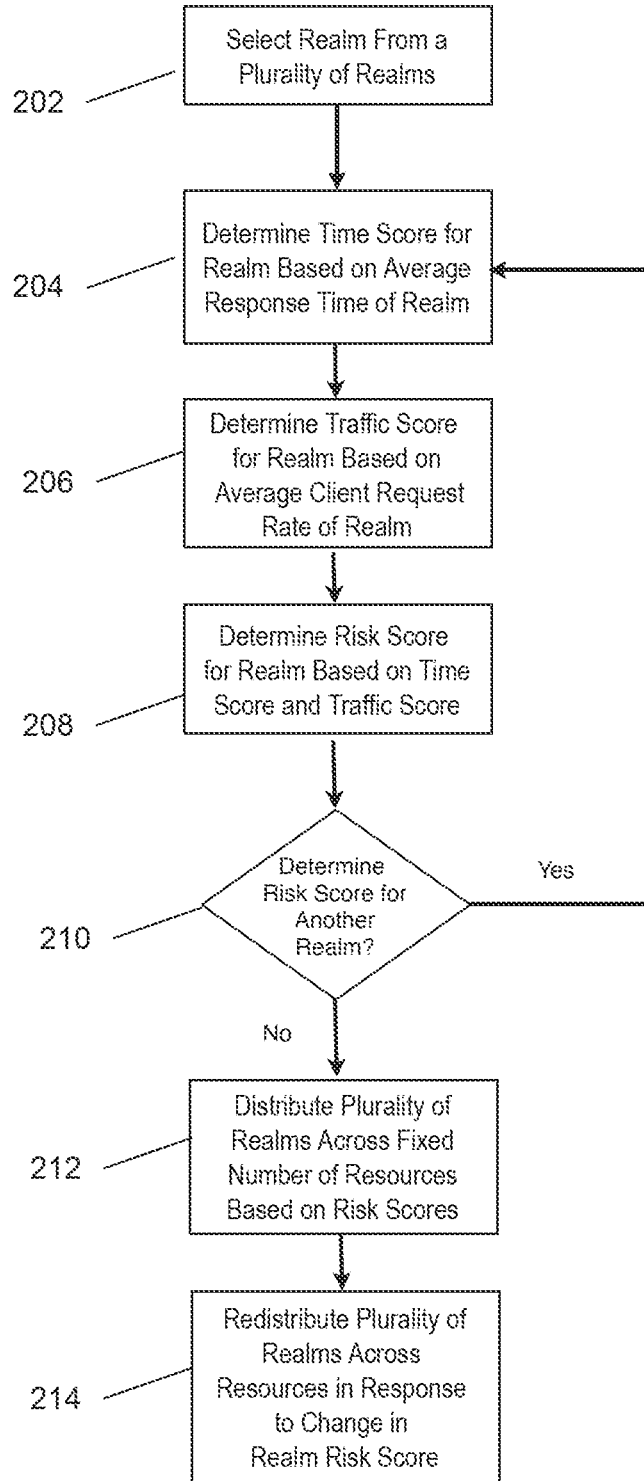 Select Realm From a
Plurality of Realms
202
Determine Time Score for
Realm Based on Average
Response Time of Realm
204
Determine Traffic Score
for Realm Based on
Average Client Request
Rate of Realm
206
Determine Risk Score
for Realm Based on Time
Score and Traffic Score
208
Determine
Risk Score for
Another
Realm?
Yes
210
No
Distribute Plurality of
Realms Across Fixed
Number of Resources
Based on Risk Scores
212
Redistribute Plurality of
Realms Across
Resources in Response
to Change in
Realm Risk Score
214